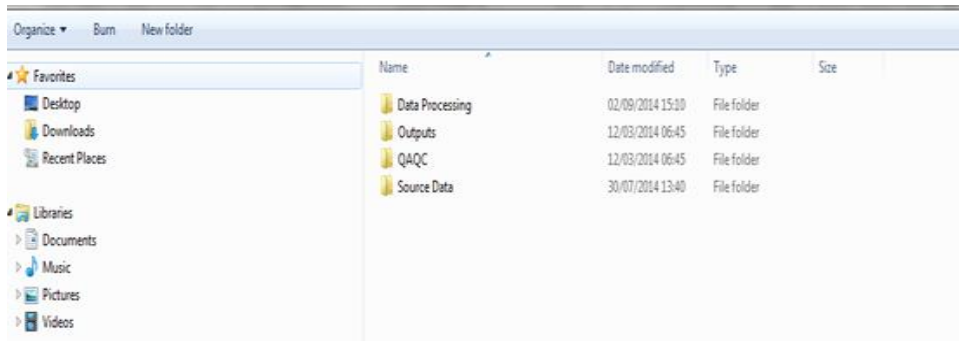 Organize Burn New folder
Favorites
Desktop
Downloads
Recent Places
Libraries
Documents
Music
Pictures
Videos
Name Date modified Type Size
Data Processing 02/09/2014 15:10 File folder
Outputs 12/03/2014 06:45 File folder
QAQC 12/03/2014 06:45 File folder
Source Data 30/07/2014 13:40 File folder